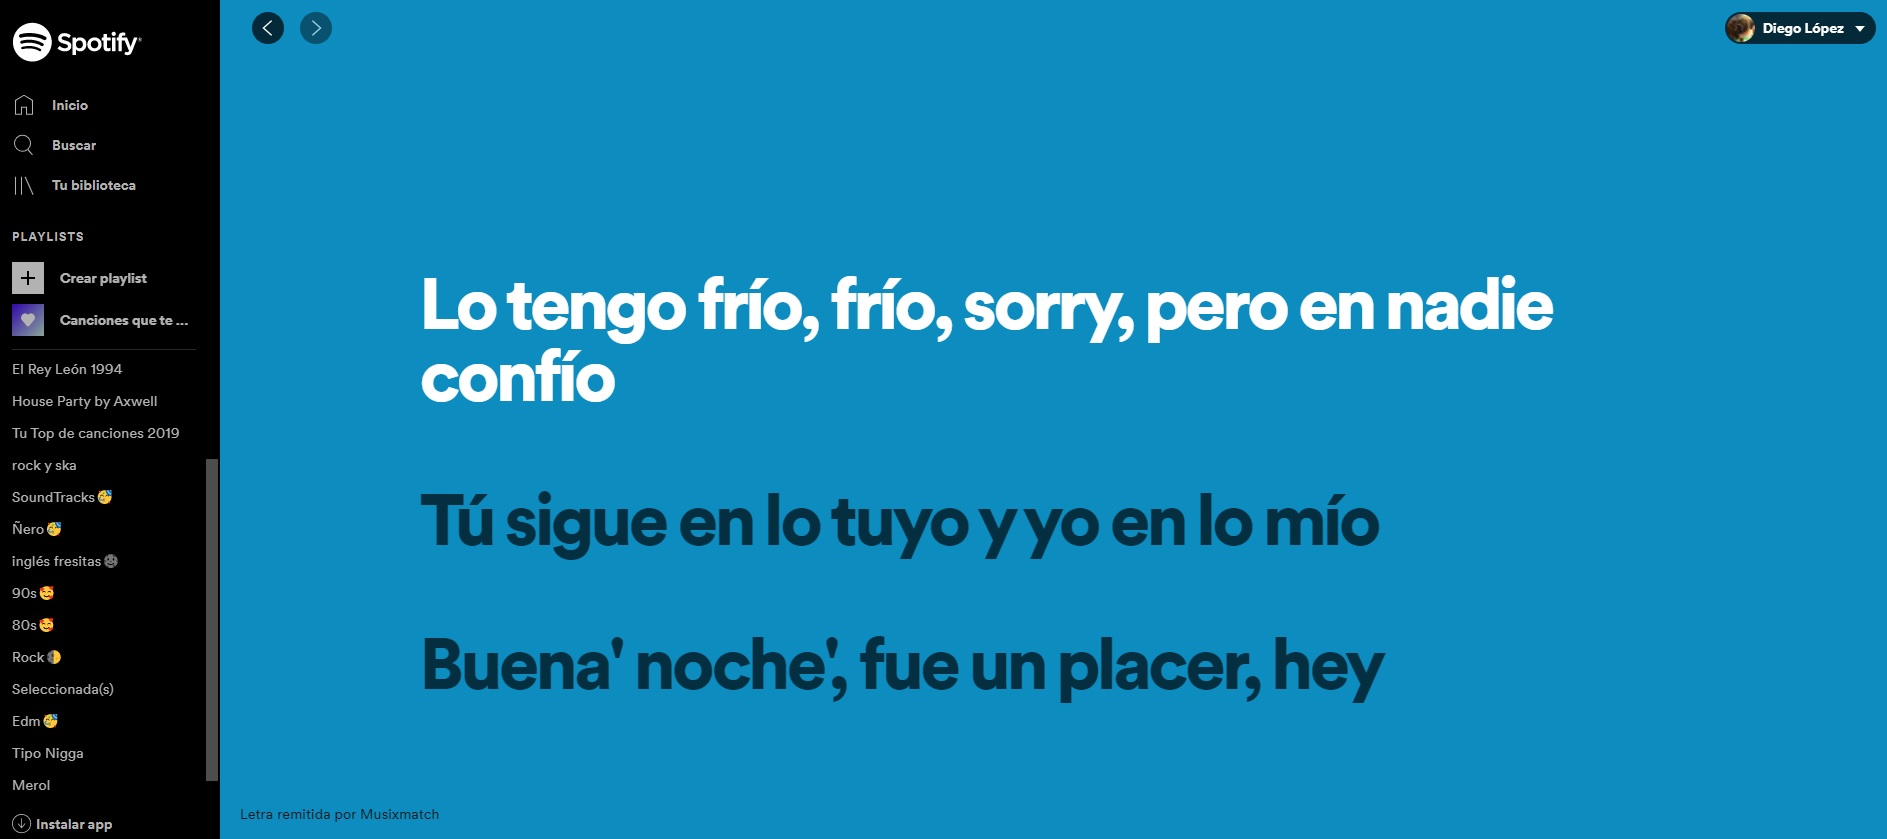 Spotify
Diego López
Inicio
Buscar
Tu biblioteca
PLAYLISTS
Crear playlist
Canciones que te ...
El Rey León 1994
House Party by Axwell
Tu Top de canciones 2019
rock y ska
SoundTracks🥳
Ñero🥳
inglés fresitas🌚
90s🥰
80s🥰
Rock🌓
Seleccionada(s)
Edm🥳
Tipo Nigga
Merol
Instalar app
Lo tengo frío, frío, sorry, pero en nadie
confío
Tú sigue en lo tuyo y yo en lo mío
Buena' noche', fue un placer, hey
Letra remitida por Musixmatch